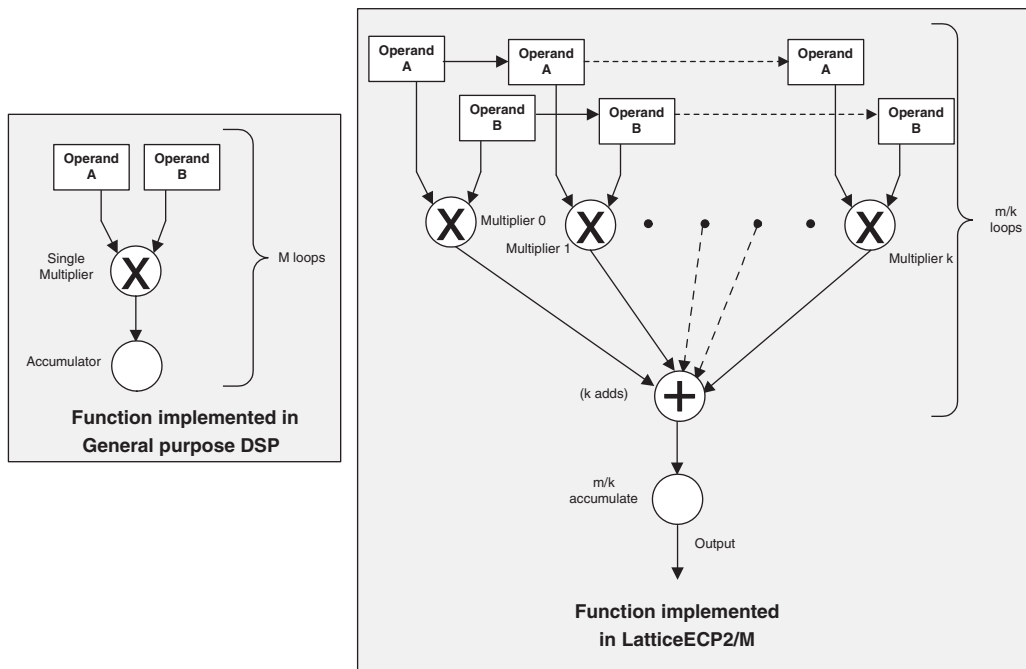 Operand
A
Operand
B
Single
Multiplier
X
Accumulator
M loops
Function implemented in
General purpose DSP
Operand
A
Operand
A
Operand
A
Operand
B
Operand
B
Operand
B
X
Multiplier 0
X
Multiplier 1
X
Multiplier k
m/k
loops
(k adds)
+
m/k
accumulate
Output
Function implemented
in LatticeECP2/M